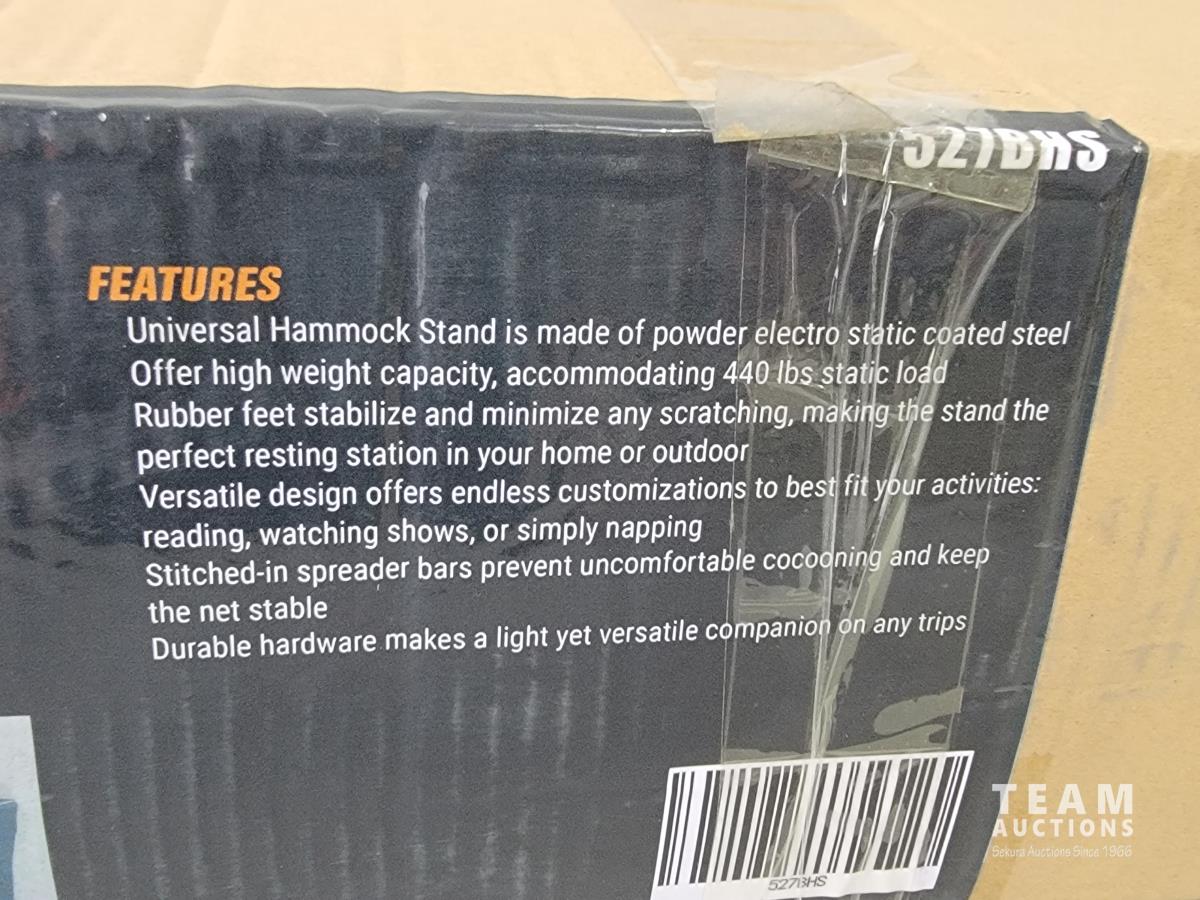 527BHS
FEATURES
Universal Hammock Stand is made of powder electro static coated steel
Offer high weight capacity, accommodating 440 lbs static load
Rubber feet stabilize and minimize any scratching, making the stand the
perfect resting station in your home or outdoor
Versatile design offers endless customizations to best fit your activities:
reading, watching shows, or simply napping
Stitched-in spreader bars prevent uncomfortable cocooning and keep
the net stable
Durable hardware makes a light yet versatile companion on any trips
527BHS
TEAM
AUCTIONS
Sekura Auctions Since 1966